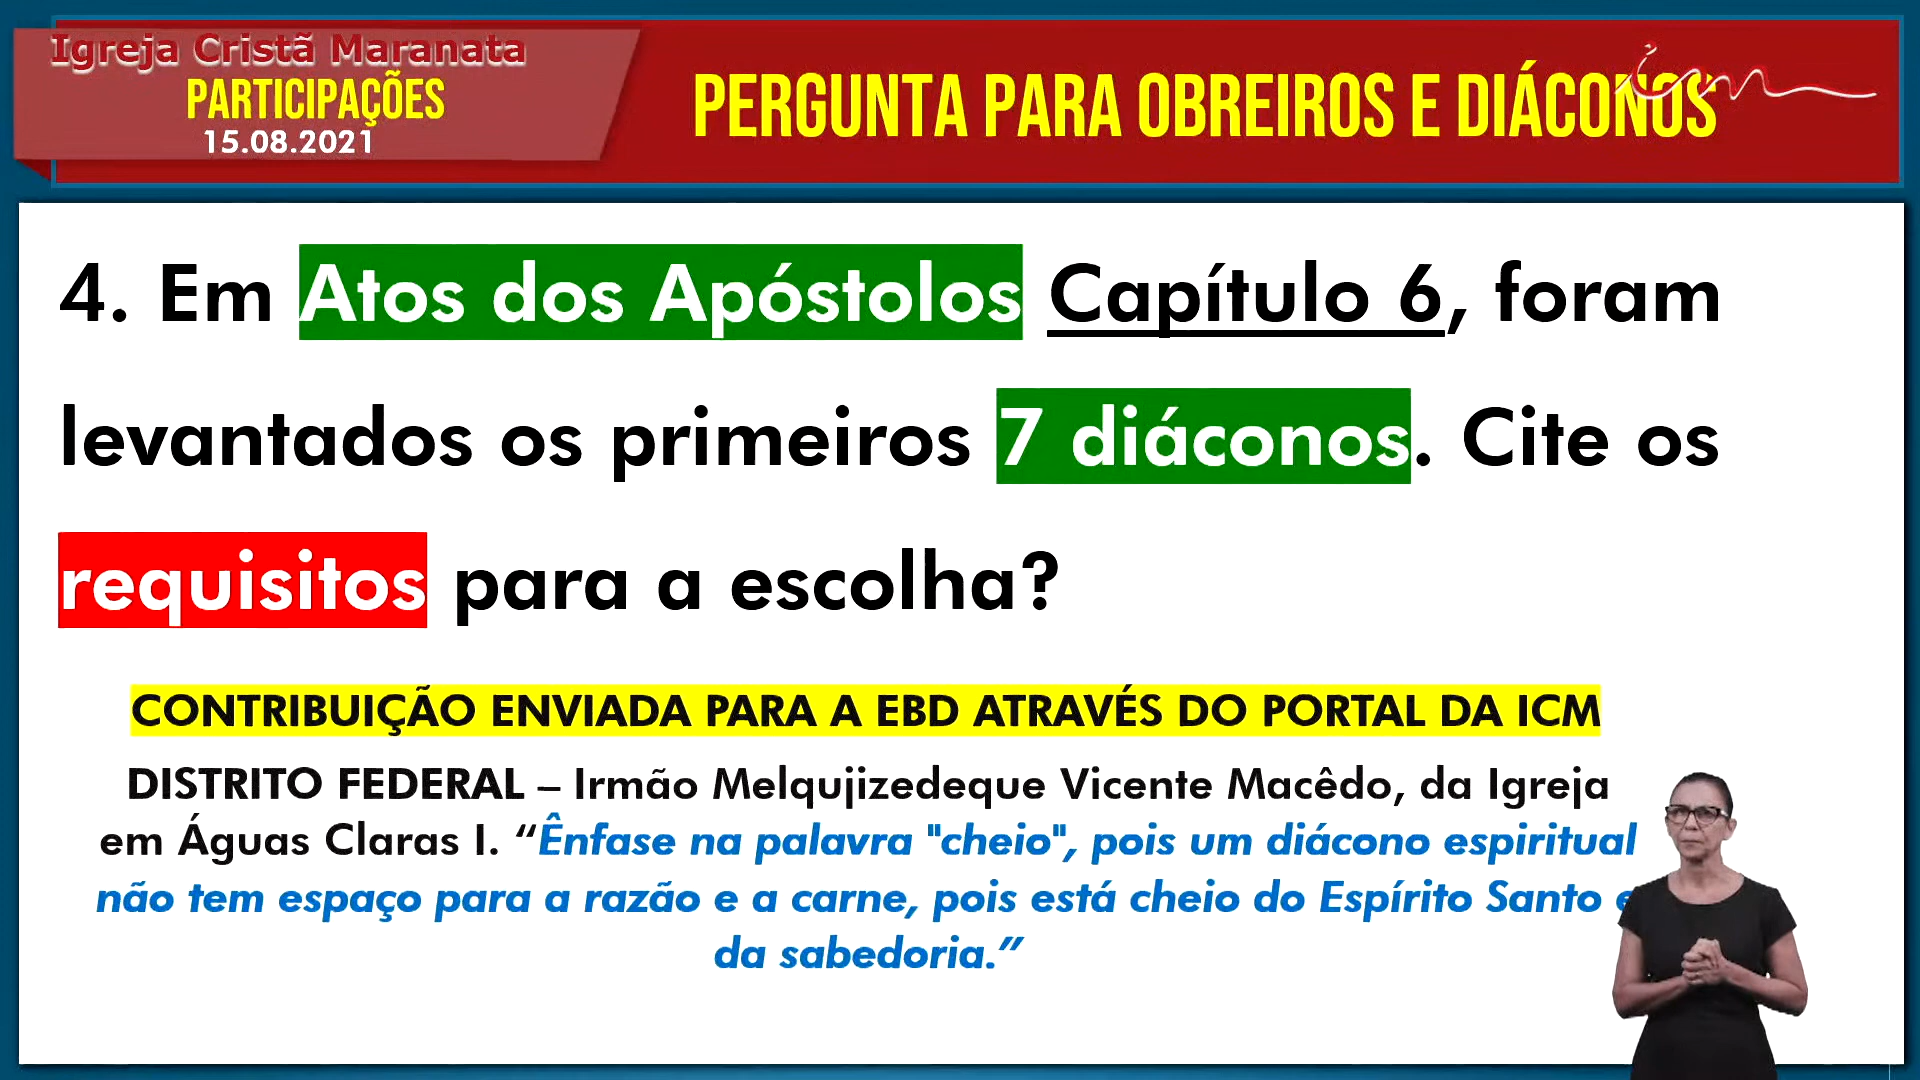 Igreja Cristã Maranata
PARTICIPAÇÕES
15.08.2021
PERGUNTA PARA OBREIROS E DIÁCONOS
icm
4. Em Atos dos Apóstolos Capítulo 6, foram
levantados os primeiros 7 diáconos. Cite os
requisitos para a escolha?
CONTRIBUIÇÃO ENVIADA PARA A EBD ATRAVÉS DO PORTAL DA ICM
DISTRITO FEDERAL – Irmão Melqujizedeque Vicente Macêdo, da Igreja
em Águas Claras I. “Ênfase na palavra "cheio", pois um diácono espiritual
não tem espaço para a razão e a carne, pois está cheio do Espírito Santo e
da sabedoria.”